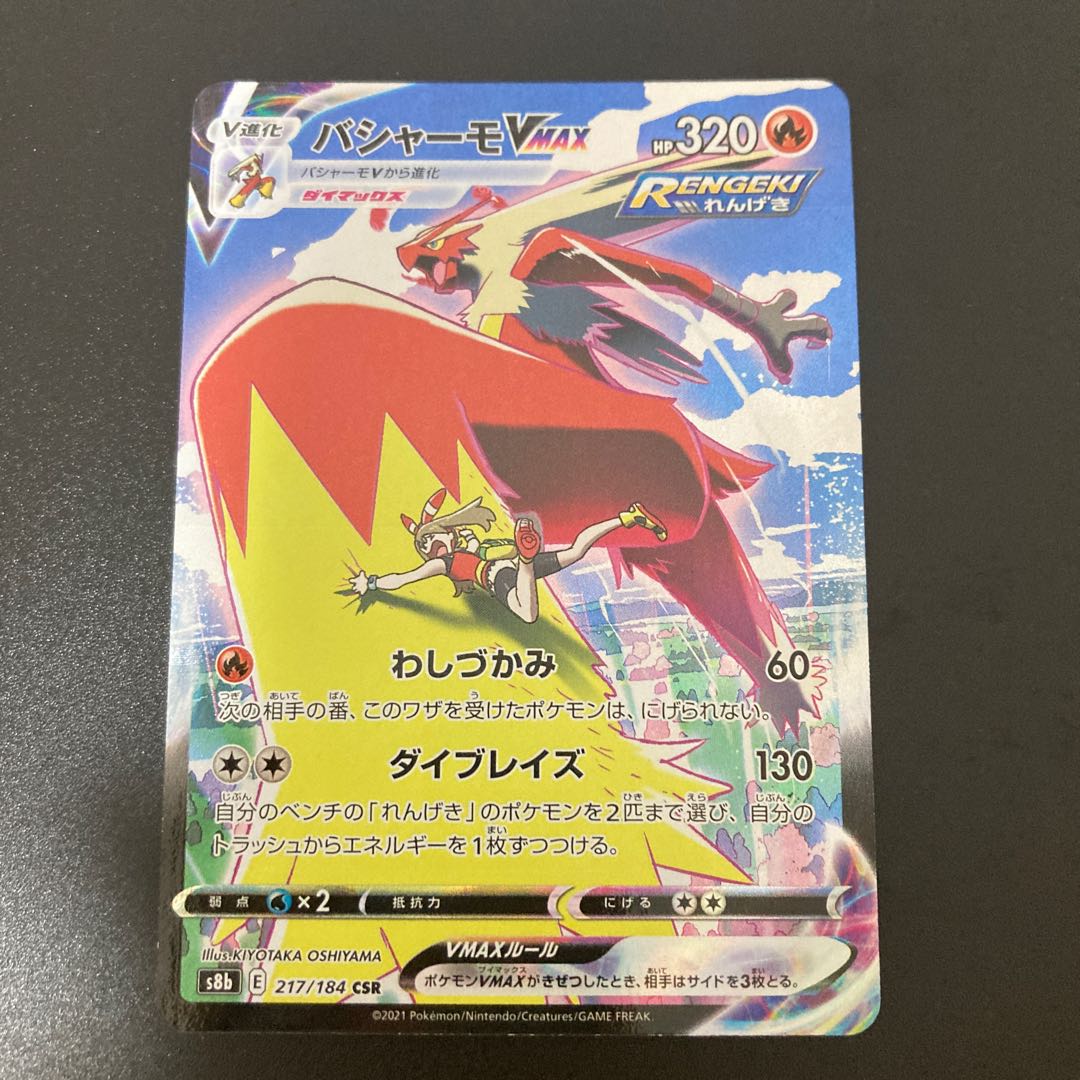 V進化
バシャーモVMAX
HP320
バシャーモVから進化
ダイマックス
RENGEKI
れんげき
わしづかみ 60
次の相手の番、このワザを受けたポケモンは、にげられない。
ダイブレイズ 130
自分のベンチの「れんげき」のポケモンを2匹まで選び、自分の
トラッシュからエネルギーを1枚ずつつける。
弱点 ×2 抵抗力 にげる
Illus.KIYOTAKA OSHIYAMA
VMAXルール
ポケモンVMAXがきぜつしたとき、相手はサイドを3枚とる。
s8b E 217/184 CSR
©2021 Pokémon/Nintendo/Creatures/GAME FREAK.